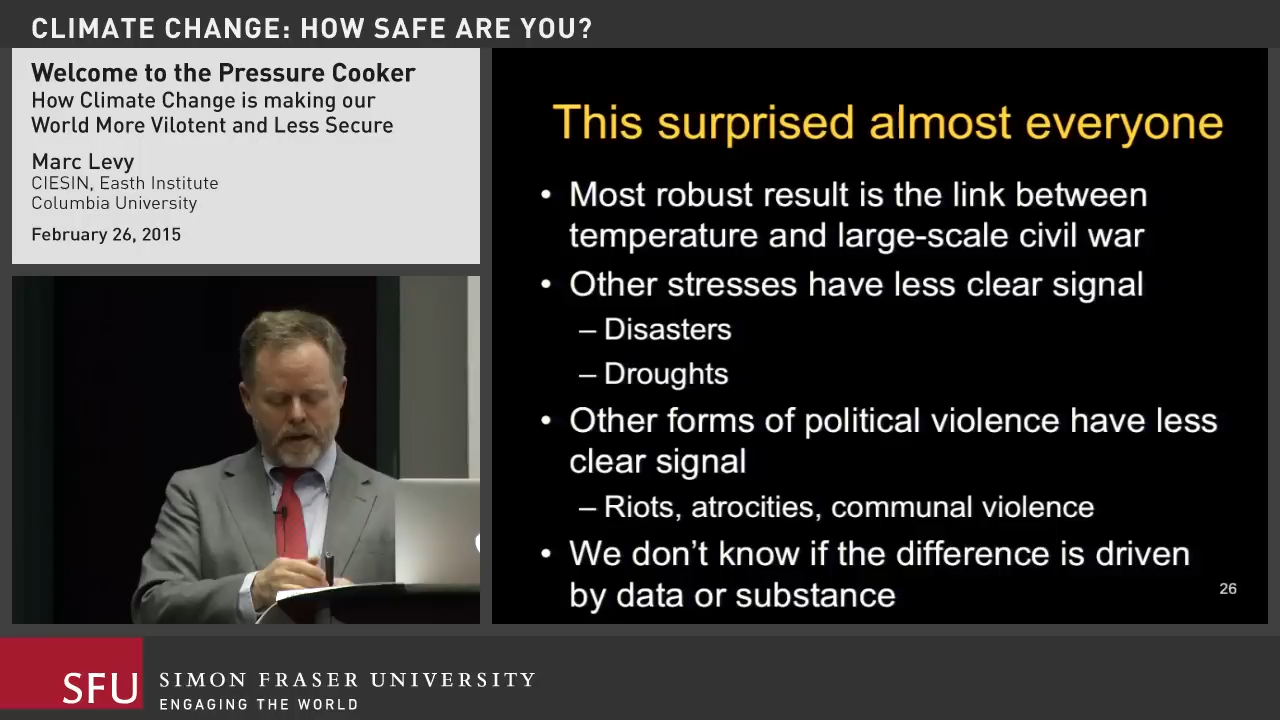 CLIMATE CHANGE: HOW SAFE ARE YOU?
Welcome to the Pressure Cooker
How Climate Change is making our
World More Vilotent and Less Secure
Marc Levy
CIESIN, Easth Institute
Columbia University
February 26, 2015
This surprised almost everyone
• Most robust result is the link between
temperature and large-scale civil war
• Other stresses have less clear signal
– Disasters
– Droughts
• Other forms of political violence have less
clear signal
– Riots, atrocities, communal violence
• We don’t know if the difference is driven
by data or substance
26
SFU SIMON FRASER UNIVERSITY
ENGAGING THE WORLD